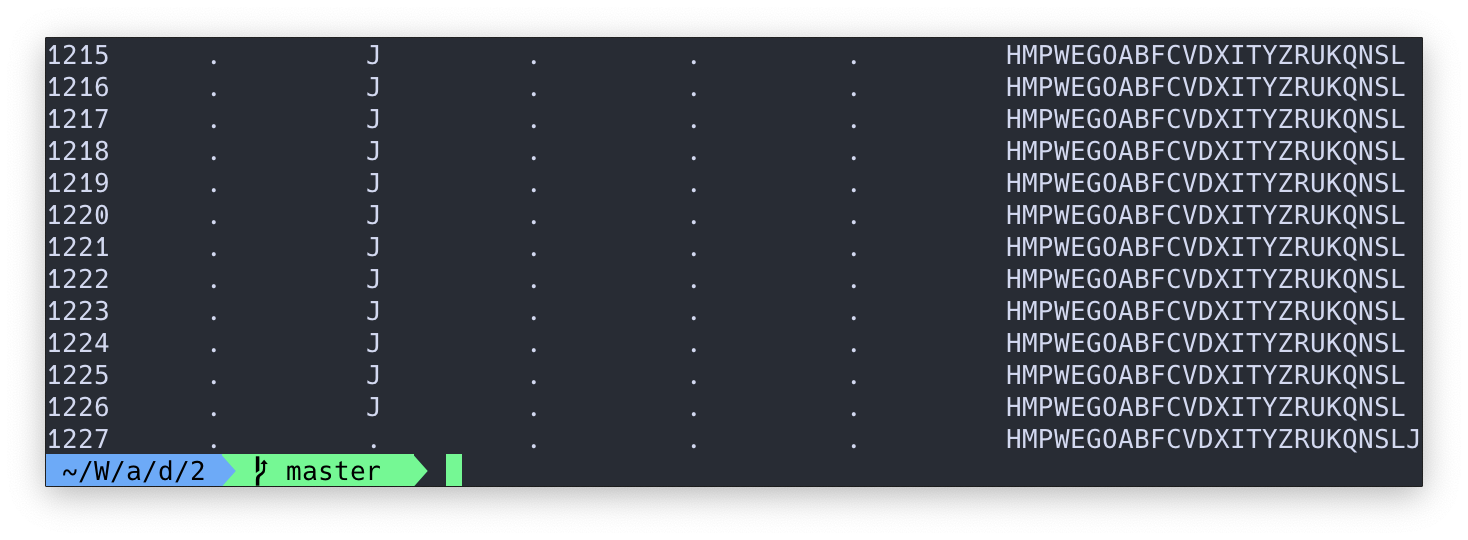 1215 . J . . . HMPWEGOABFCVDXITYZRUKQNSL
1216 . J . . . HMPWEGOABFCVDXITYZRUKQNSL
1217 . J . . . HMPWEGOABFCVDXITYZRUKQNSL
1218 . J . . . HMPWEGOABFCVDXITYZRUKQNSL
1219 . J . . . HMPWEGOABFCVDXITYZRUKQNSL
1220 . J . . . HMPWEGOABFCVDXITYZRUKQNSL
1221 . J . . . HMPWEGOABFCVDXITYZRUKQNSL
1222 . J . . . HMPWEGOABFCVDXITYZRUKQNSL
1223 . J . . . HMPWEGOABFCVDXITYZRUKQNSL
1224 . J . . . HMPWEGOABFCVDXITYZRUKQNSL
1225 . J . . . HMPWEGOABFCVDXITYZRUKQNSL
1226 . J . . . HMPWEGOABFCVDXITYZRUKQNSL
1227 . . . . . HMPWEGOABFCVDXITYZRUKQNSLJ
~/W/a/d/2 master